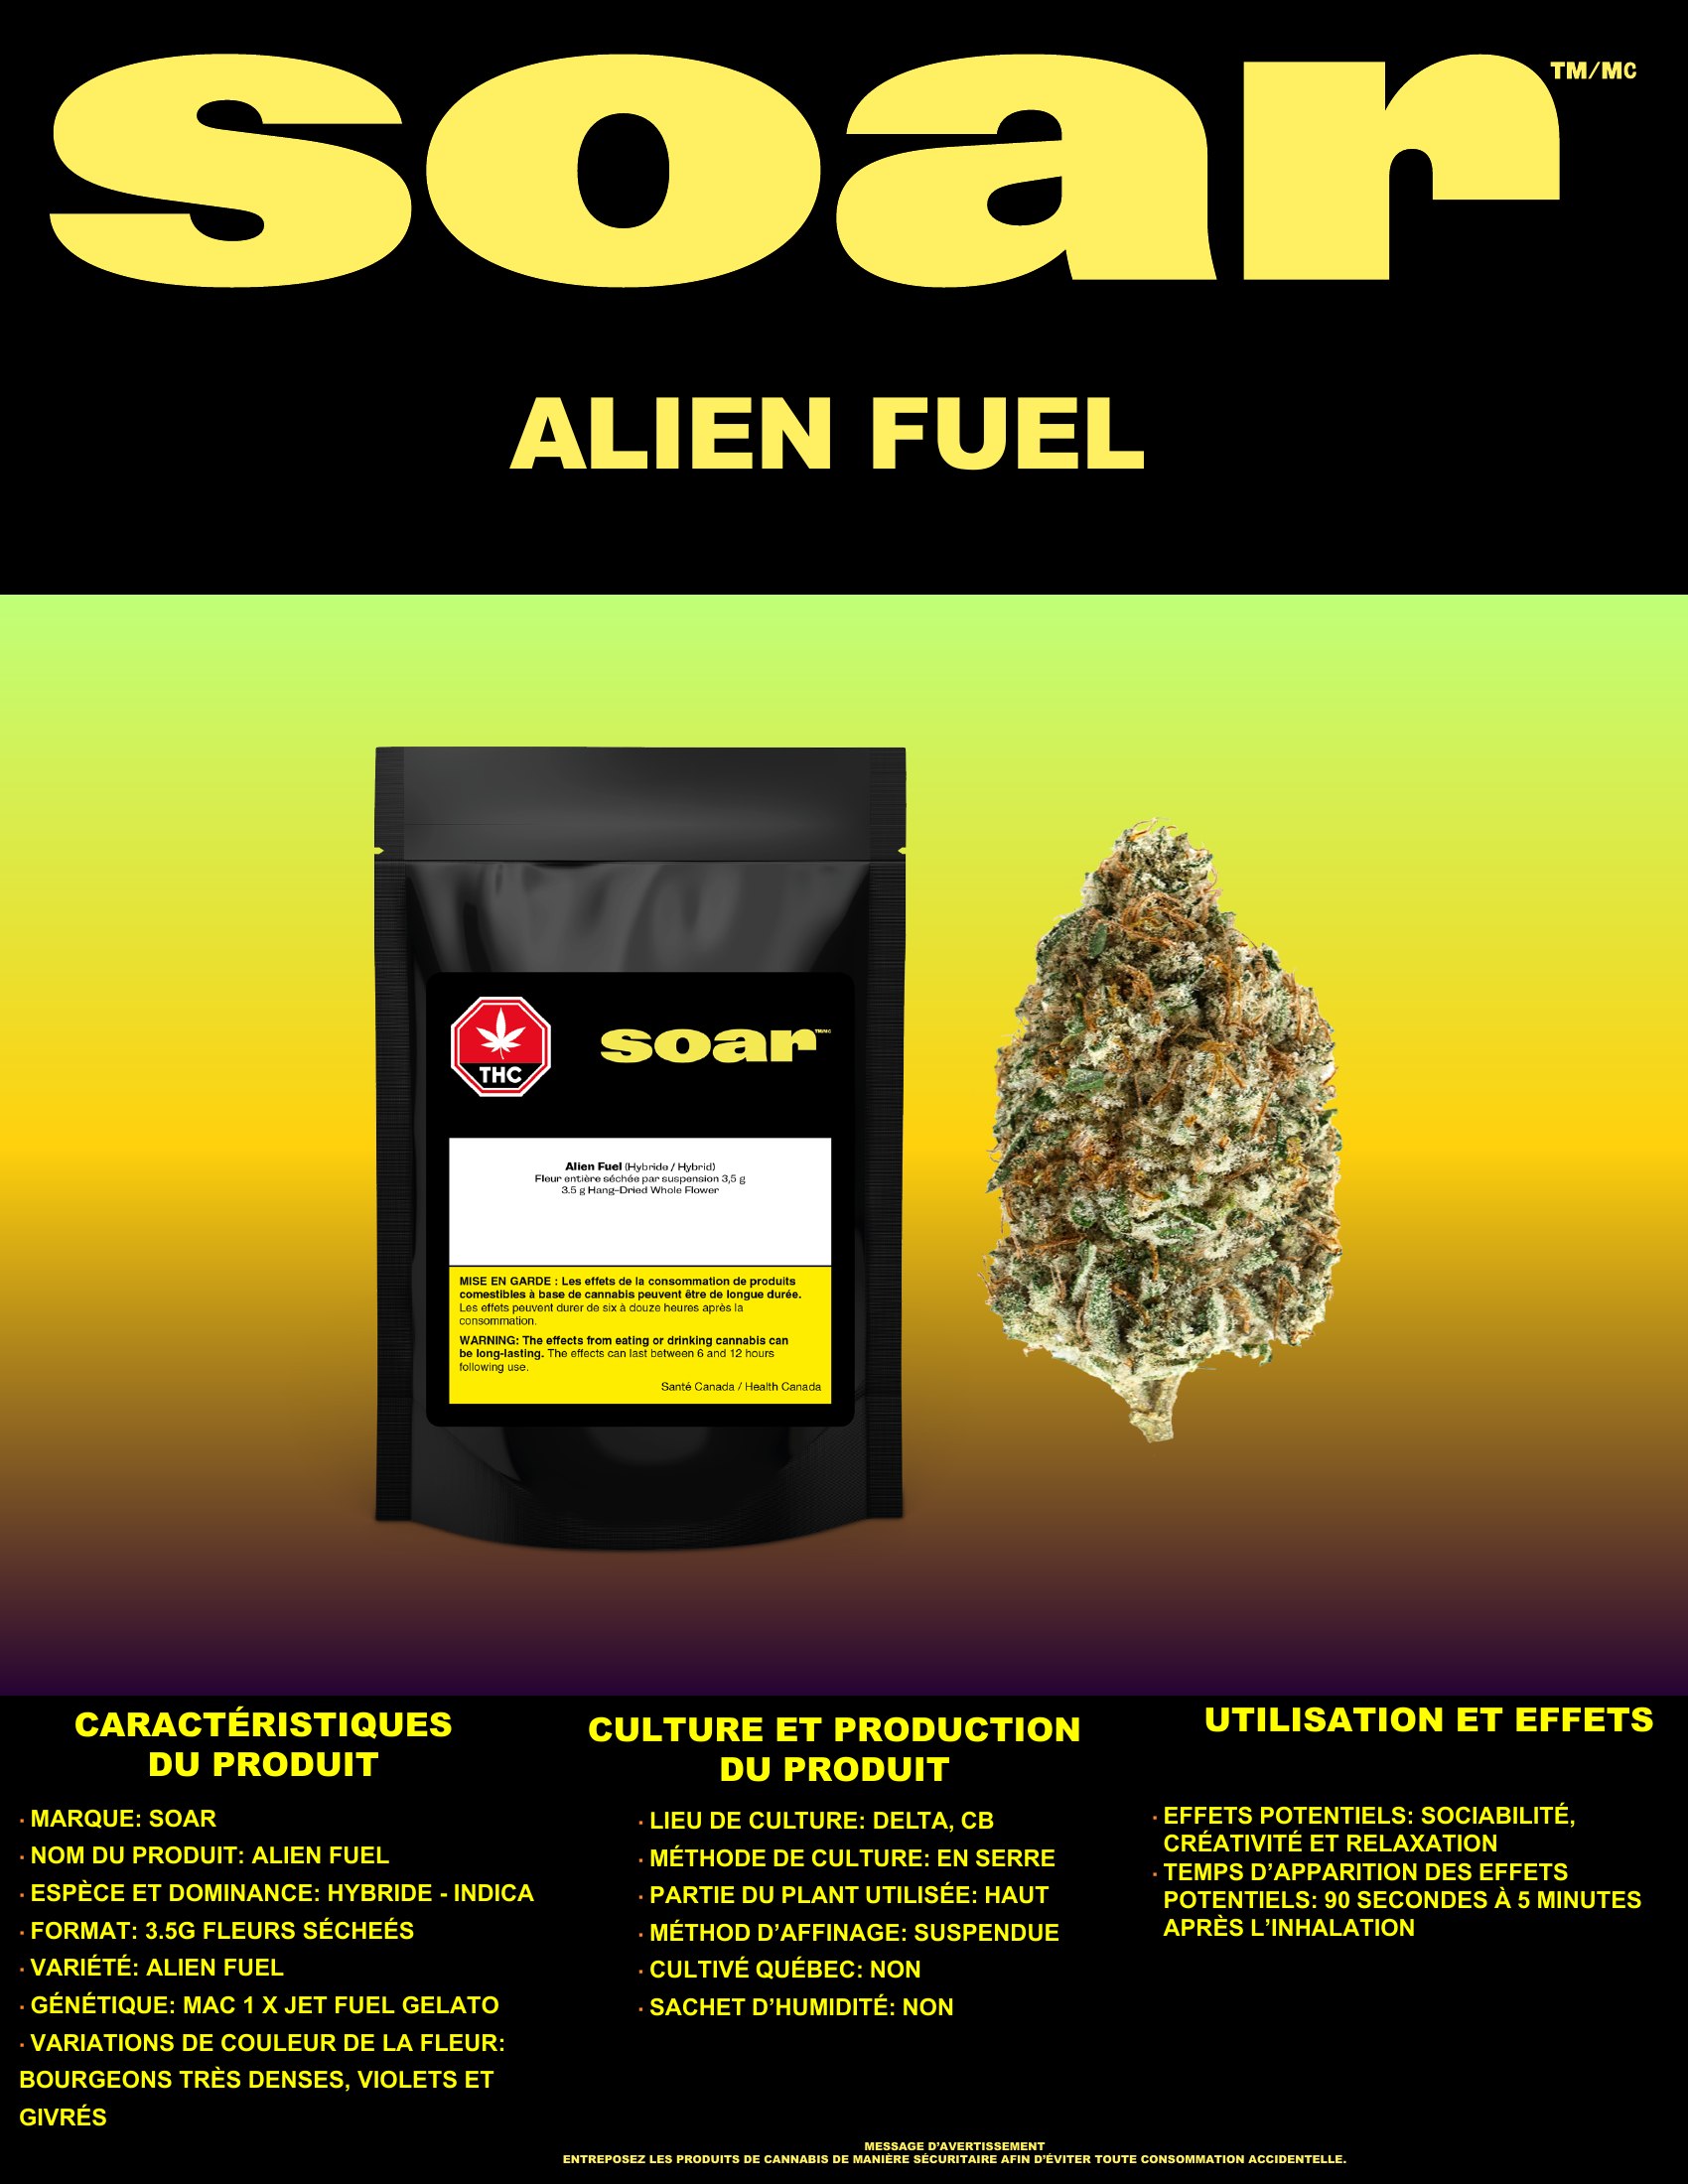 soar TM/MC
ALIEN FUEL
THC
soar TM/MC
Alien Fuel (Hybride / Hybrid)
Fleur entière séchée par suspension 3,5 g
3.5 g Hang-Dried Whole Flower
MISE EN GARDE : Les effets de la consommation de produits
comestibles à base de cannabis peuvent être de longue durée.
Les effets peuvent durer de six à douze heures après la
consommation.
WARNING: The effects from eating or drinking cannabis can
be long-lasting. The effects can last between 6 and 12 hours
following use.
Santé Canada / Health Canada
CARACTÉRISTIQUES
DU PRODUIT
· MARQUE: SOAR
· NOM DU PRODUIT: ALIEN FUEL
· ESPÈCE ET DOMINANCE: HYBRIDE - INDICA
· FORMAT: 3.5G FLEURS SÉCHEÉS
· VARIÉTÉ: ALIEN FUEL
· GÉNÉTIQUE: MAC 1 X JET FUEL GELATO
· VARIATIONS DE COULEUR DE LA FLEUR:
BOURGEONS TRÈS DENSES, VIOLETS ET
GIVRÉS
CULTURE ET PRODUCTION
DU PRODUIT
· LIEU DE CULTURE: DELTA, CB
· MÉTHODE DE CULTURE: EN SERRE
· PARTIE DU PLANT UTILISÉE: HAUT
· MÉTHOD D’AFFINAGE: SUSPENDUE
· CULTIVÉ QUÉBEC: NON
· SACHET D’HUMIDITÉ: NON
UTILISATION ET EFFETS
· EFFETS POTENTIELS: SOCIABILITÉ,
CRÉATIVITÉ ET RELAXATION
· TEMPS D’APPARITION DES EFFETS
POTENTIELS: 90 SECONDES À 5 MINUTES
APRÈS L’INHALATION
MESSAGE D’AVERTISSEMENT
ENTREPOSEZ LES PRODUITS DE CANNABIS DE MANIÈRE SÉCURITAIRE AFIN D’ÉVITER TOUTE CONSOMMATION ACCIDENTELLE.